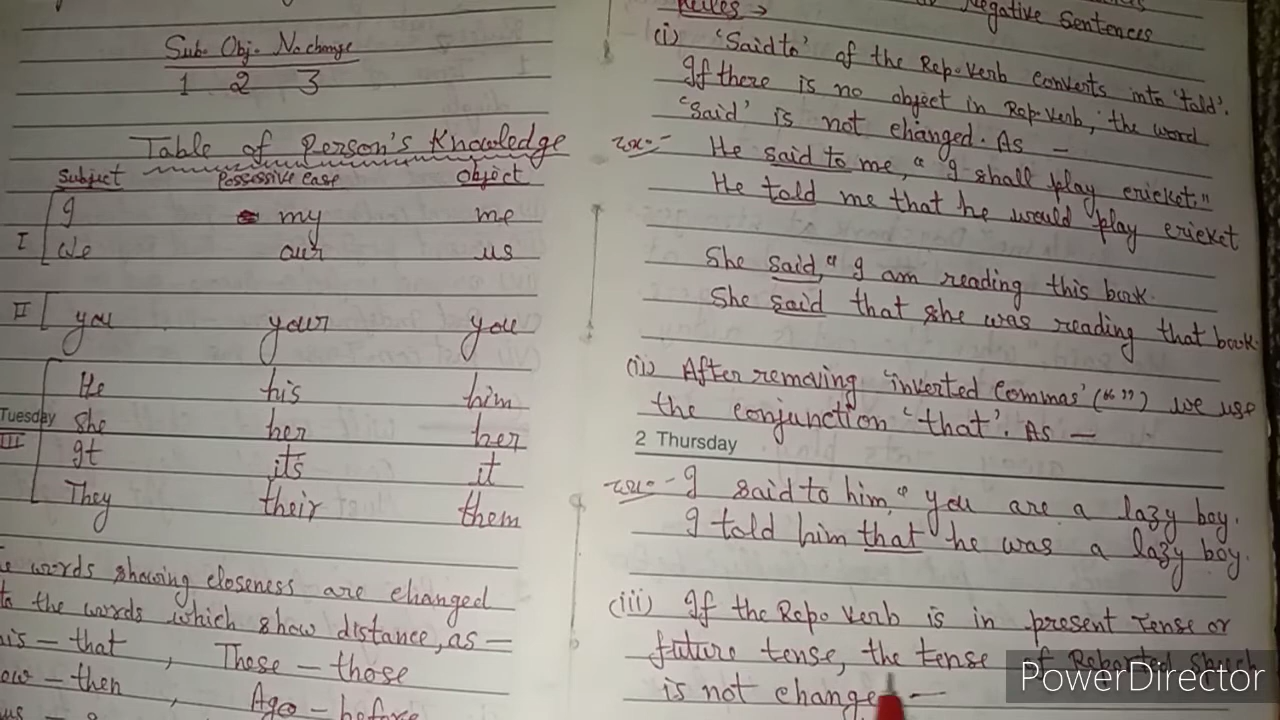 Sub. Obj. No change
1 2 3
Table of Person's Knowledge
Subject Possessive case Object
I I my me
We our us
II you your you
He his him
Tuesday She her her
III It its it
They their them
words showing closeness are changed
the words which show distance, as =
that, These - those
then, Ago - before
Negative Sentences
Rules →
(i) 'Said to' of the Rep. verb converts into 'told'.
If there is no object in Rep. verb, the word
'Said' is not changed. As -
He said to me, "I shall play cricket."
He told me that he would play cricket
She said, "I am reading this book.
She said that she was reading that book.
(ii) After removing 'inverted Commas' (“ ”) we use
the conjunction 'that'. As -
2 Thursday
I said to him, "you are a lazy boy.
I told him that he was a lazy boy.
(iii) If the Repo verb is in present Tense or
future tense, the tense of Reported Speech
is not change -
PowerDirector